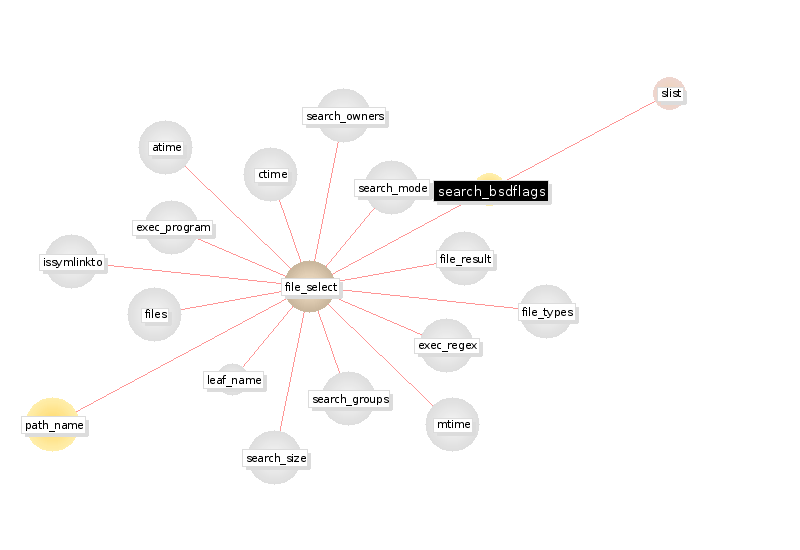 slist
search_owners
atime
ctime
search_mode
search_bsdflags
exec_program
issymlinkto
file_result
file_select
files
file_types
exec_regex
leaf_name
search_groups
path_name
mtime
search_size